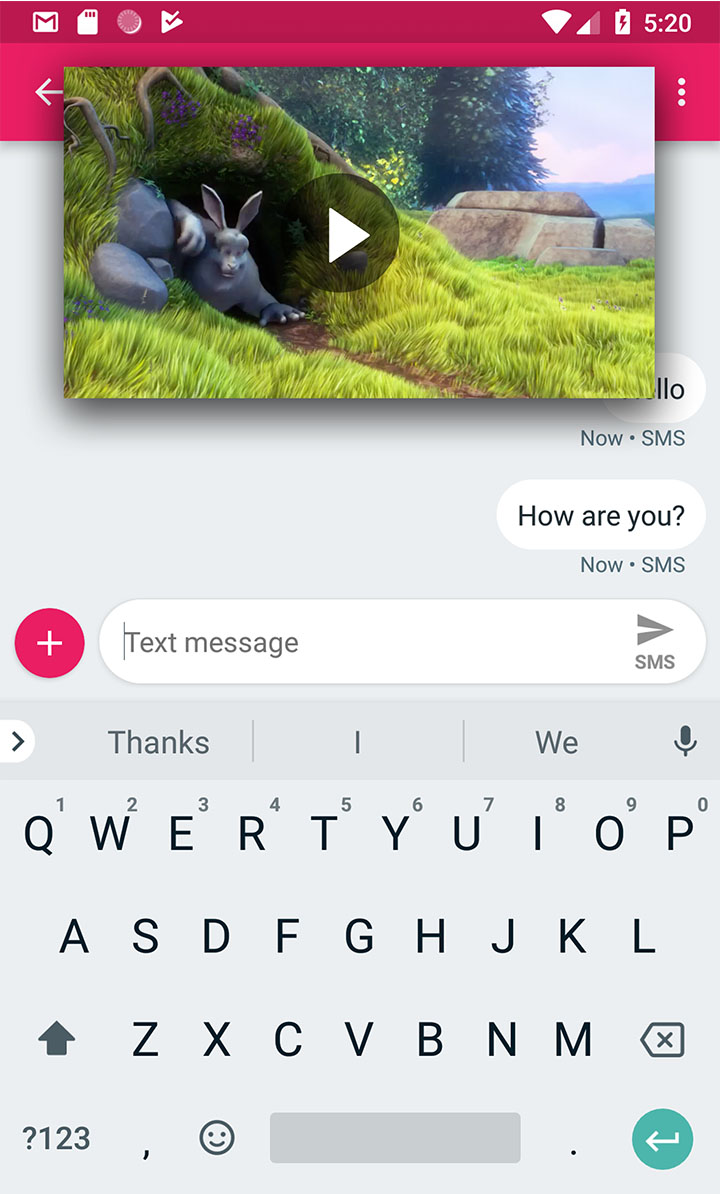 5:20
llo
Now • SMS
How are you?
Now • SMS
Text message
SMS
Thanks
I
We
1 2 3 4 5 6 7 8 9 0
Q W E R T Y U I O P
A S D F G H J K L
Z X C V B N M
?123 , .